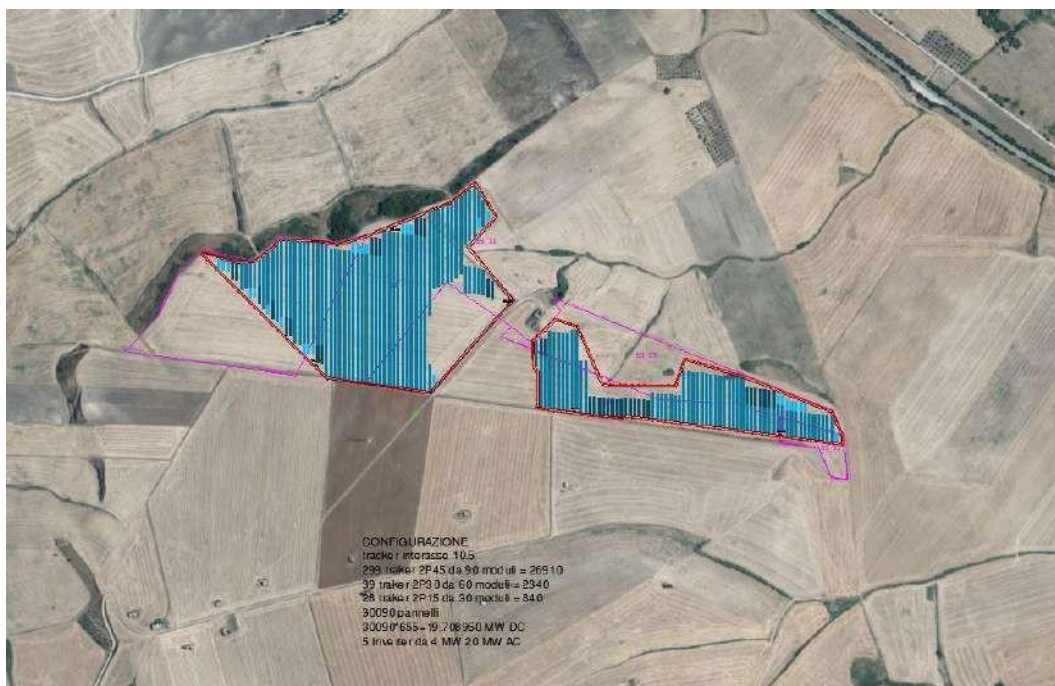 CONFIGURAZIONE
tracker interasse 10.5
299 traker 2P45 da 90 moduli = 26910
39 traker 2P30 da 60 moduli = 2340
28 traker 2P15 da 30 moduli = 840
30090 pannelli
30090*655=19.708950 MW DC
5 inverter da 4 MW 20 MW AC